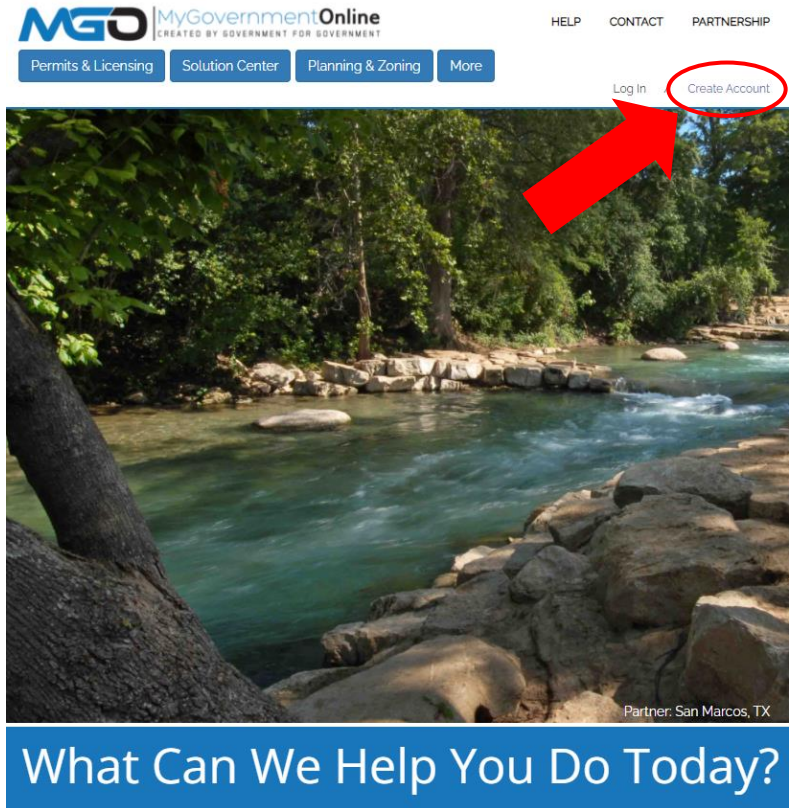 MGO MyGovernmentOnline
CREATED BY GOVERNMENT FOR GOVERNMENT
HELP CONTACT PARTNERSHIP
Permits & Licensing Solution Center Planning & Zoning More
Log In / Create Account
Partner: San Marcos, TX
What Can We Help You Do Today?